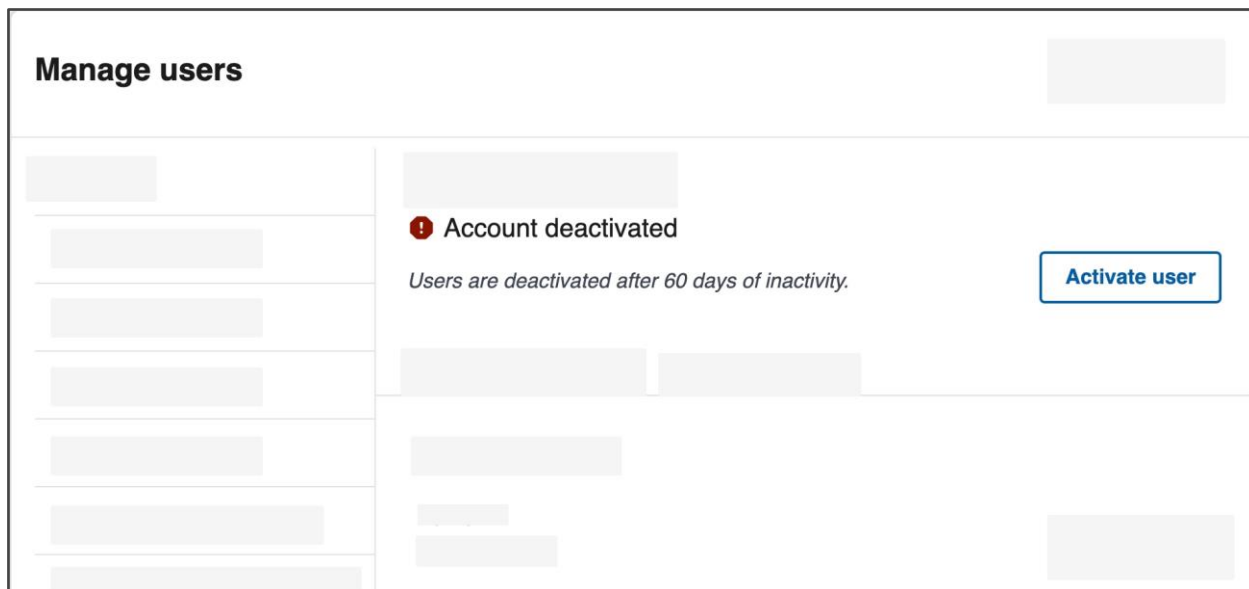 Manage users
Account deactivated
Users are deactivated after 60 days of inactivity.
Activate user